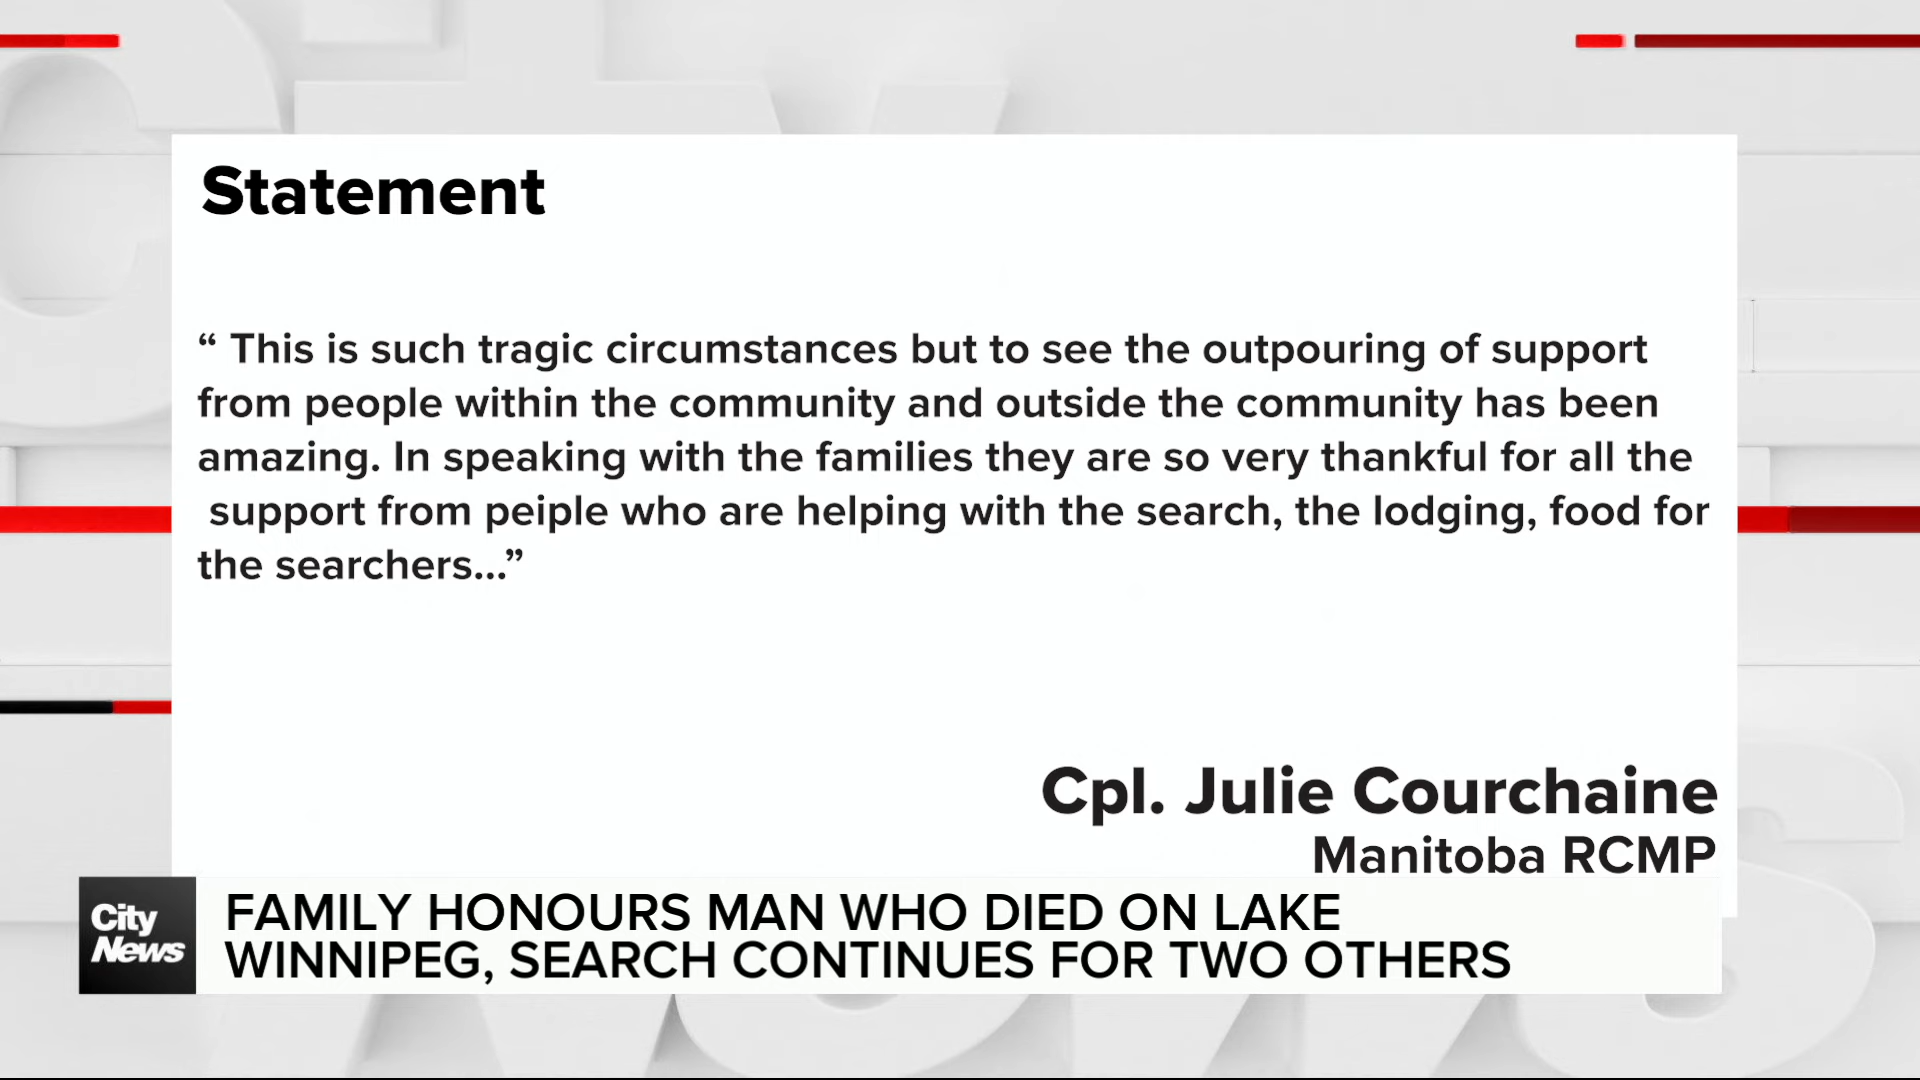 Statement
“ This is such tragic circumstances but to see the outpouring of support
from people within the community and outside the community has been
amazing. In speaking with the families they are so very thankful for all the
support from peiple who are helping with the search, the lodging, food for
the searchers...”
Cpl. Julie Courchaine
Manitoba RCMP
City
News
FAMILY HONOURS MAN WHO DIED ON LAKE
WINNIPEG, SEARCH CONTINUES FOR TWO OTHERS